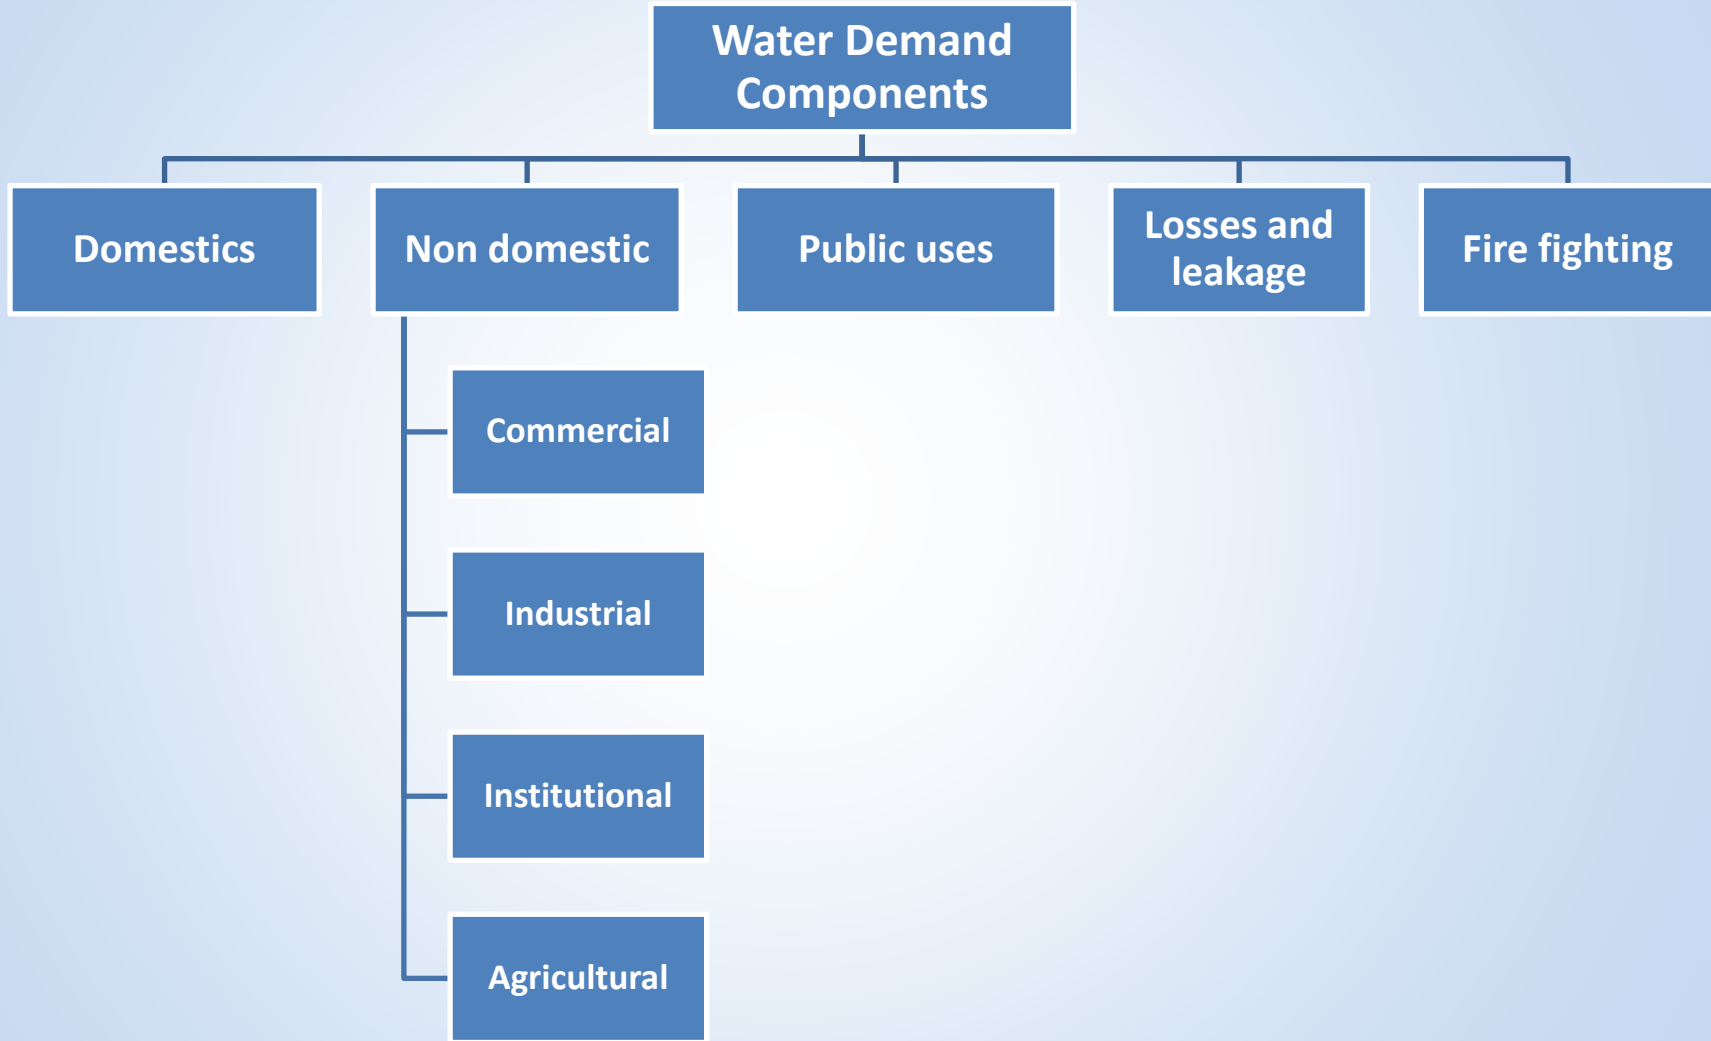 Water Demand
Components
Domestics
Non domestic
Public uses
Losses and
leakage
Fire fighting
Commercial
Industrial
Institutional
Agricultural